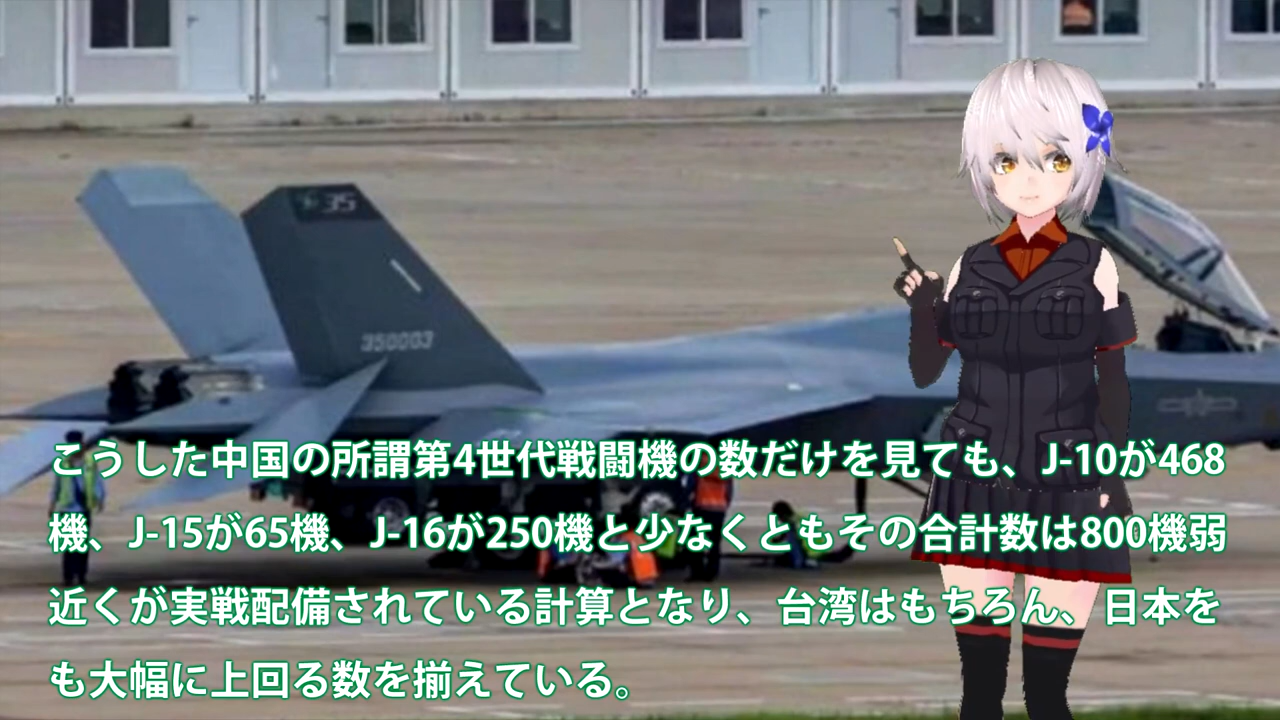 35
350003
こうした中国の所謂第4世代戦闘機の数だけを見ても、J-10が468
機、J-15が65機、J-16が250機と少なくともその合計数は800機弱
近くが実戦配備されている計算となり、台湾はもちろん、日本を
も大幅に上回る数を揃えている。